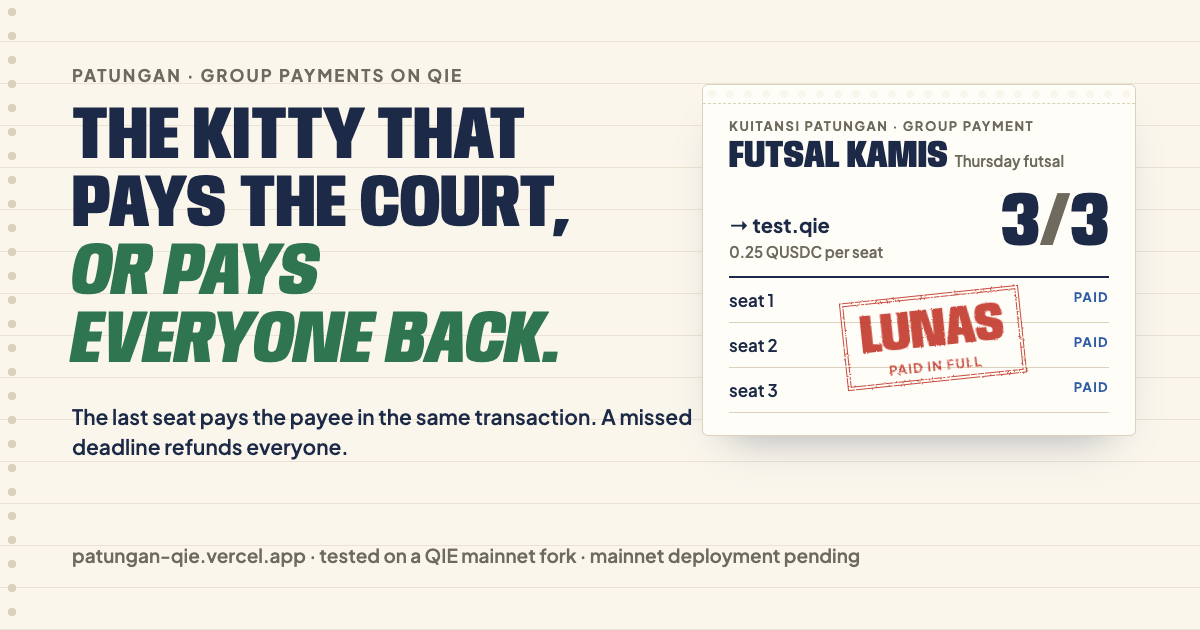 PATUNGAN · GROUP PAYMENTS ON QIE
THE KITTY THAT
PAYS THE COURT,
OR PAYS
EVERYONE BACK.
The last seat pays the payee in the same transaction. A missed
deadline refunds everyone.
KUITANSI PATUNGAN · GROUP PAYMENT
FUTSAL KAMIS Thursday futsal
→ test.qie
0.25 QUSDC per seat
3/3
seat 1 PAID
seat 2 PAID
seat 3 PAID
LUNAS
PAID IN FULL
patungan-qie.vercel.app · tested on a QIE mainnet fork · mainnet deployment pending